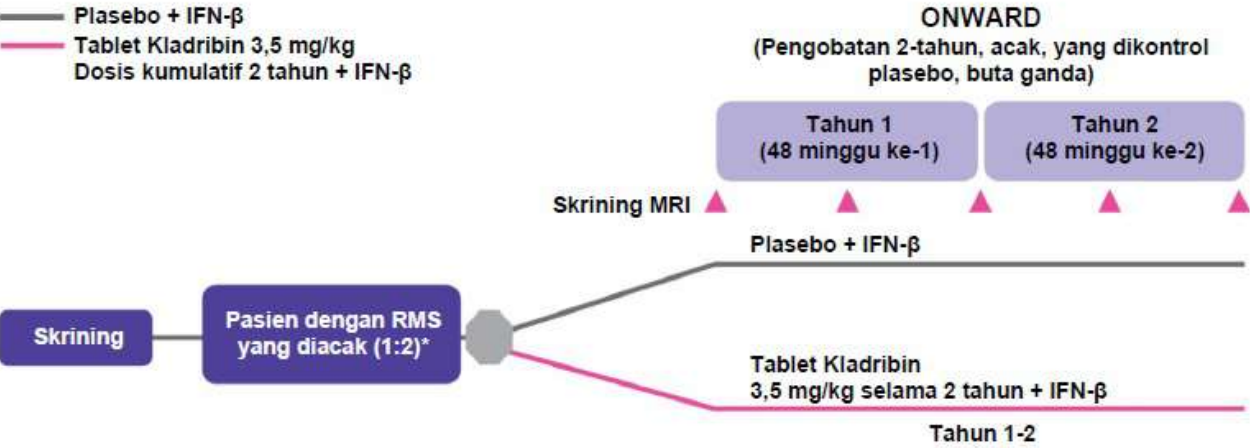 Plasebo + IFN-β
Tablet Kladribin 3,5 mg/kg
Dosis kumulatif 2 tahun + IFN-β
ONWARD
(Pengobatan 2-tahun, acak, yang dikontrol
plasebo, buta ganda)
Tahun 1
(48 minggu ke-1)
Tahun 2
(48 minggu ke-2)
Skrining MRI
Plasebo + IFN-β
Skrining
Pasien dengan RMS
yang diacak (1:2)*
Tablet Kladribin
3,5 mg/kg selama 2 tahun + IFN-β
Tahun 1-2